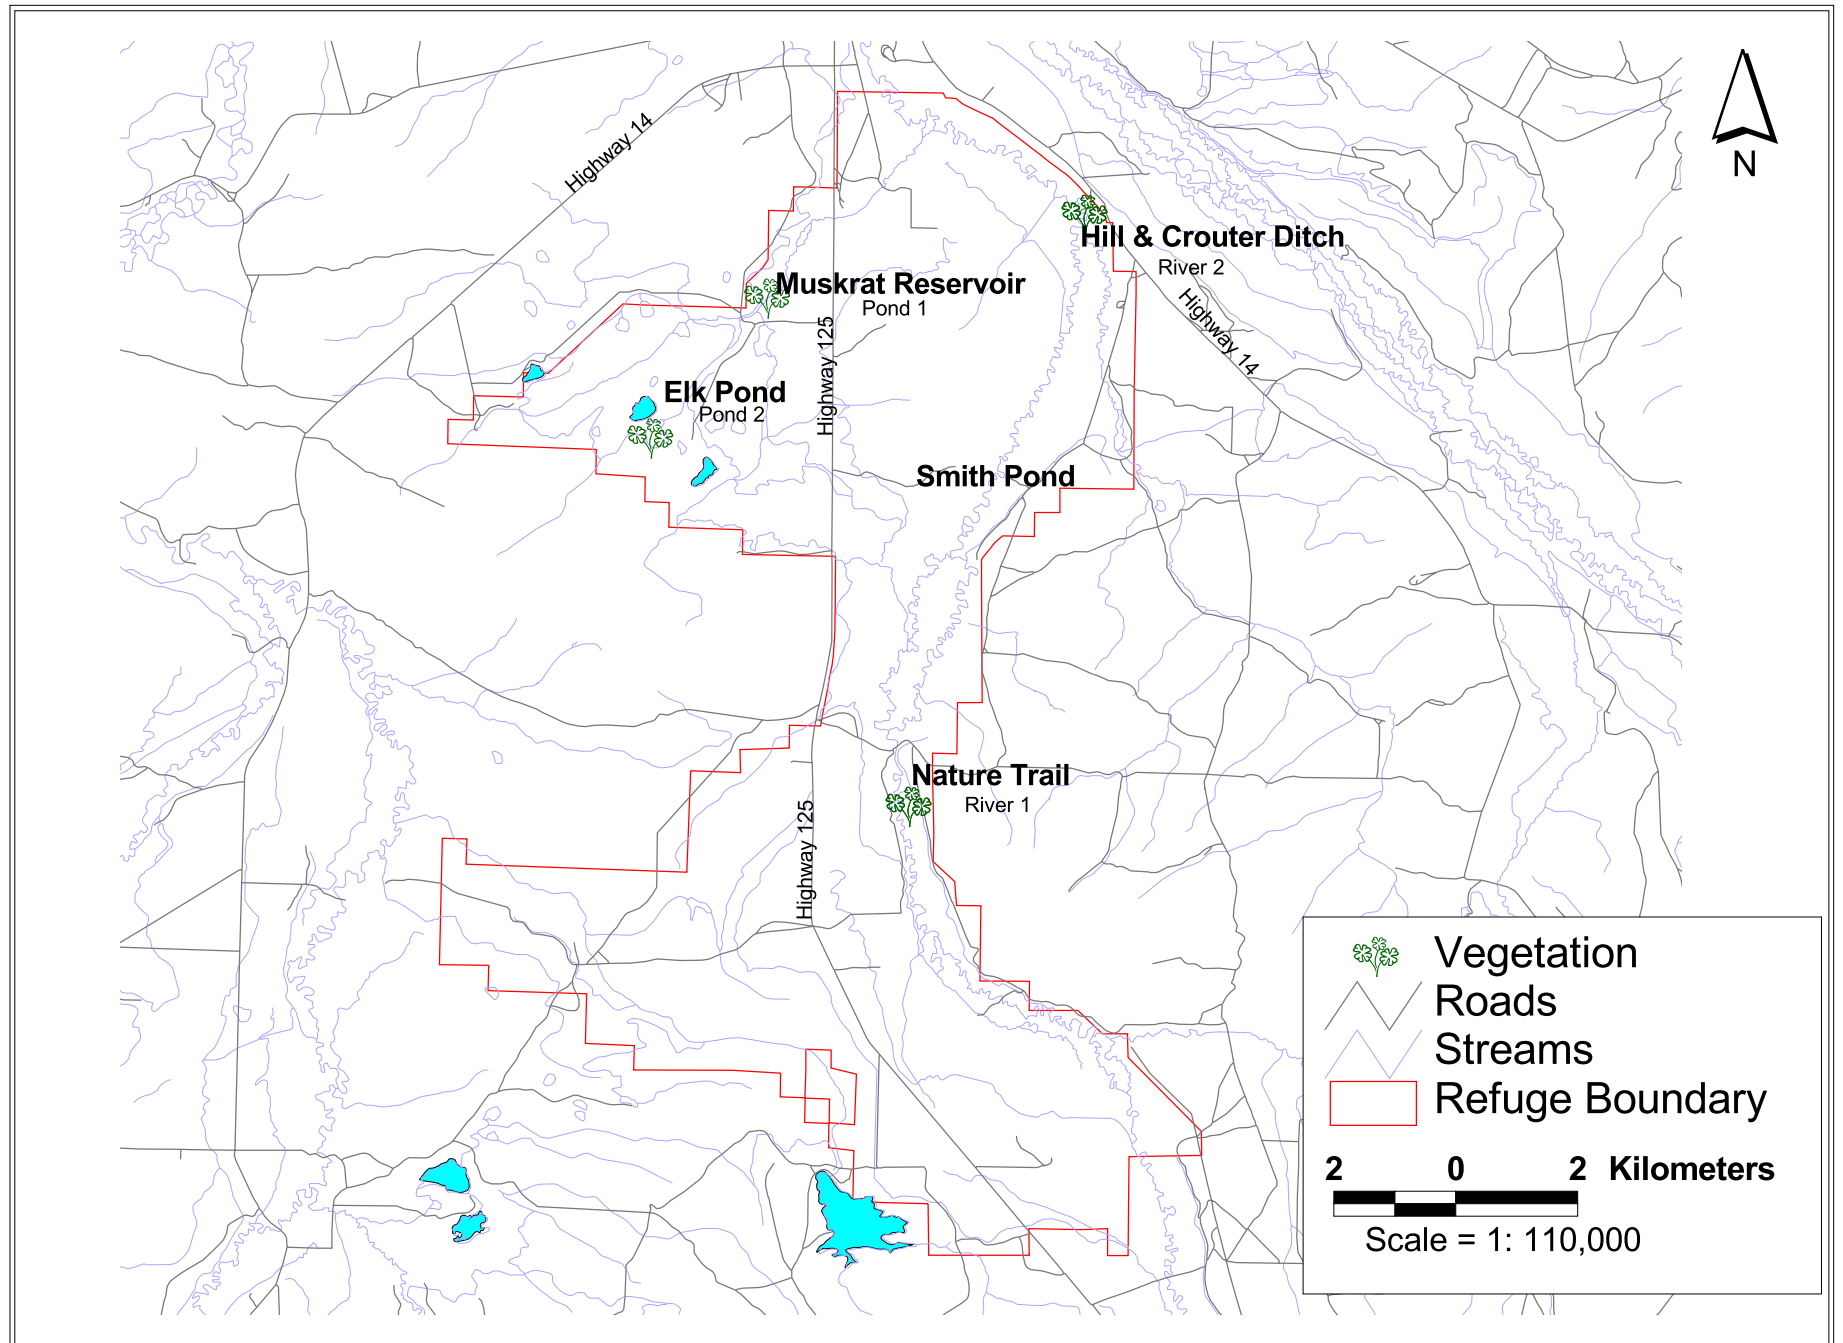 Highway 14
N
Hill & Crouter Ditch
River 2
Muskrat Reservoir
Pond 1
Highway 14
Highway 125
Elk Pond
Pond 2
Smith Pond
Nature Trail
River 1
Highway 125
Vegetation
Roads
Streams
Refuge Boundary
2 0 2 Kilometers
Scale = 1: 110,000